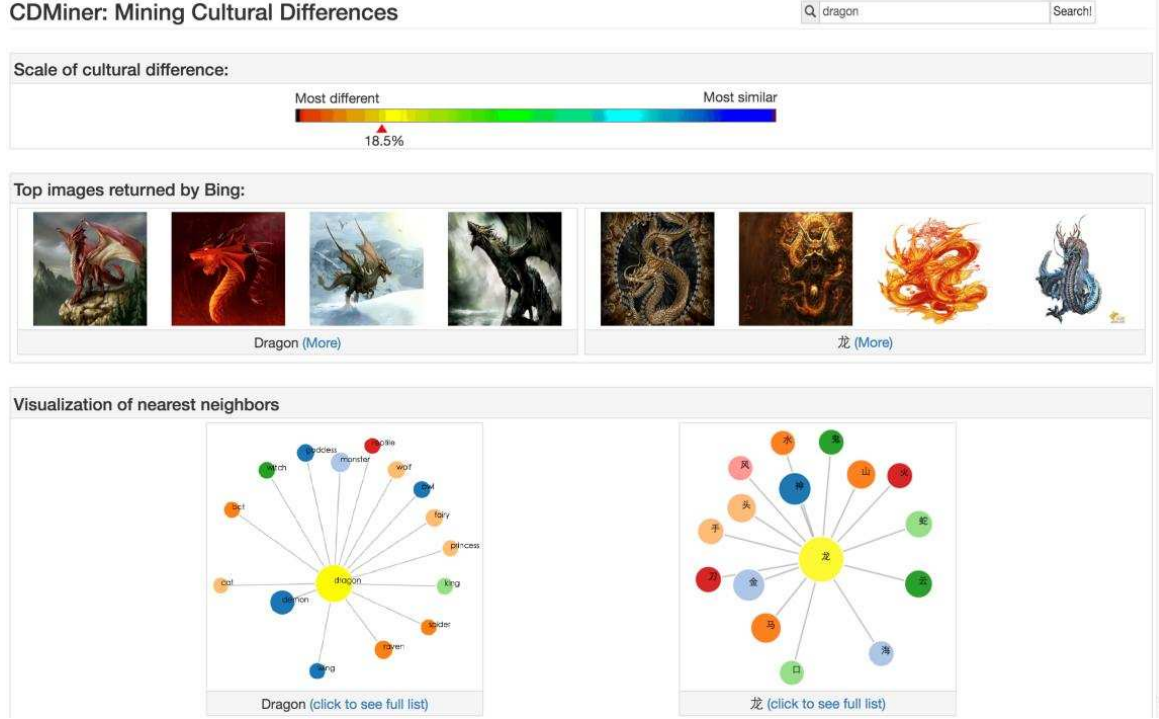 CDMiner: Mining Cultural Differences
dragon
Search!
Scale of cultural difference:
Most different
Most similar
18.5%
Top images returned by Bing:
Dragon (More)
龙 (More)
Visualization of nearest neighbors
goddess
reptile
monster
witch
wolf
owl
fairy
princess
cat
dragon
king
demon
spider
raven
wing
Dragon (click to see full list)
水
鬼
风
山
火
神
头
蛇
手
龙
刀
金
云
马
海
口
龙 (click to see full list)